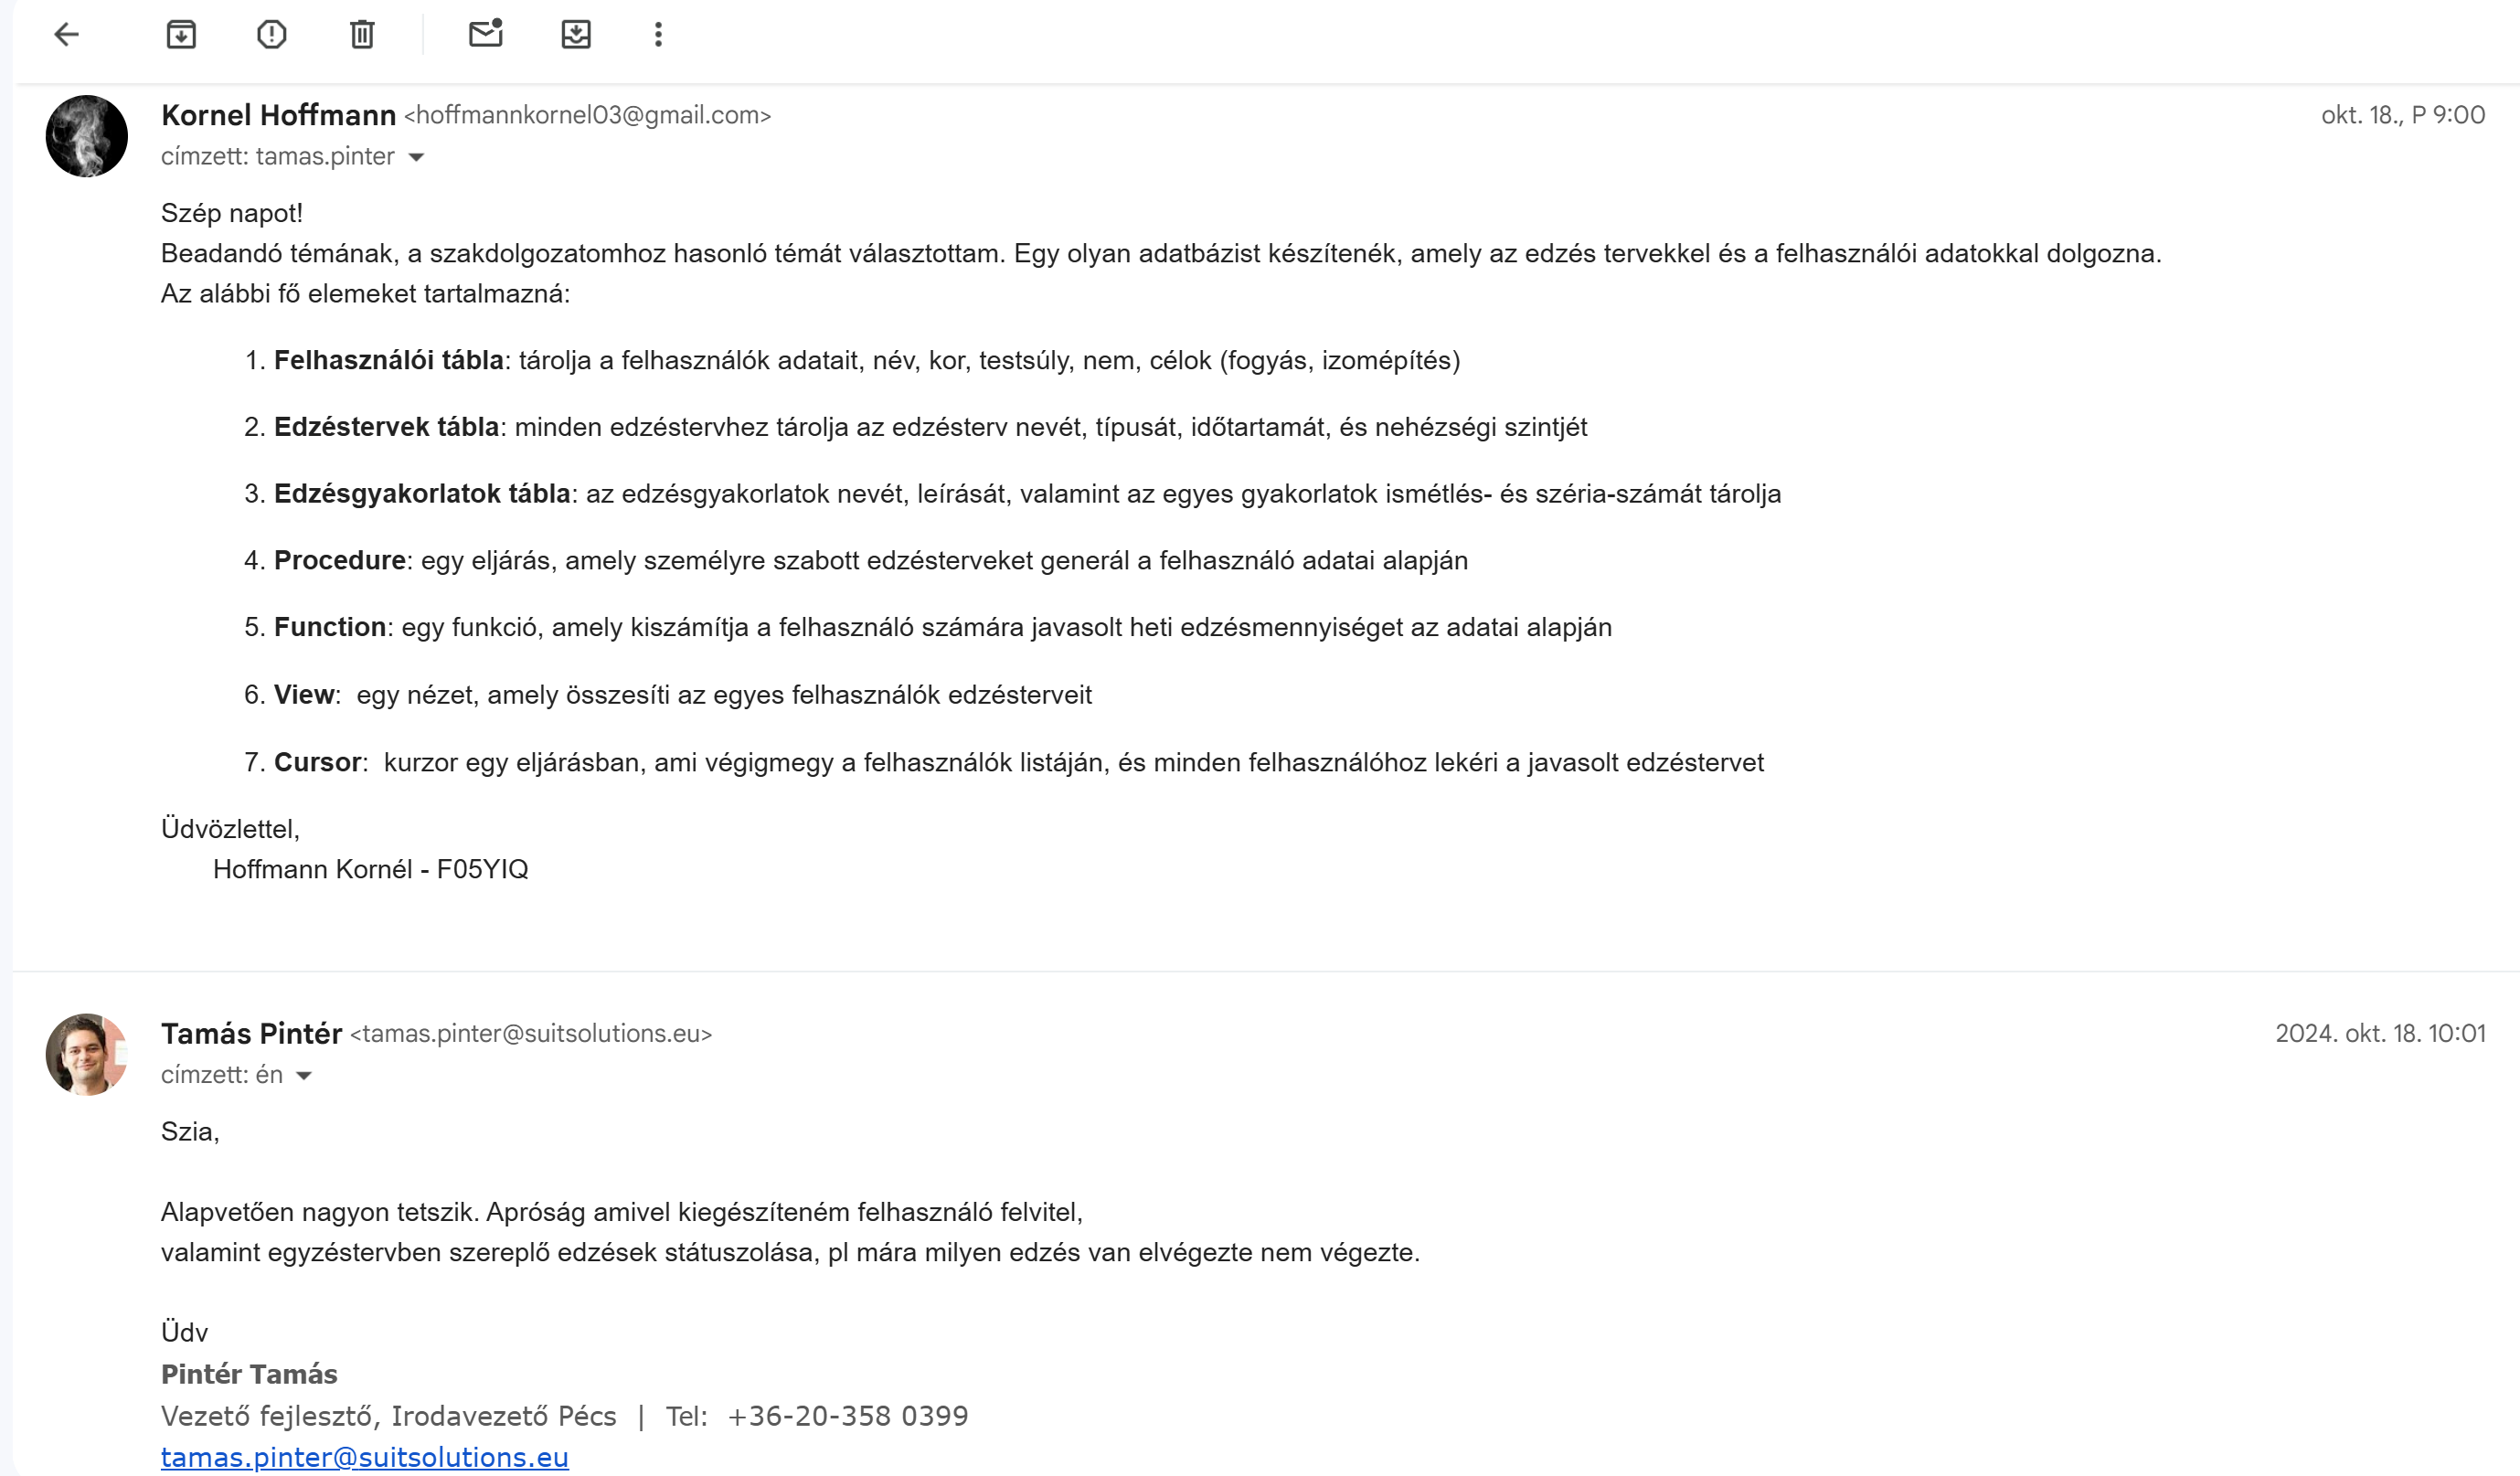 Kornel Hoffmann <hoffmannkornel03@gmail.com>
okt. 18., P 9:00
címzett: tamas.pinter
Szép napot!
Beadandó témának, a szakdolgozatomhoz hasonló témát választottam. Egy olyan adatbázist készítenék, amely az edzés tervekkel és a felhasználói adatokkal dolgozna.
Az alábbi fő elemeket tartalmazná:
1. Felhasználói tábla: tárolja a felhasználók adatait, név, kor, testsúly, nem, célok (fogyás, izomépítés)
2. Edzéstervek tábla: minden edzéstervhez tárolja az edzésterv nevét, típusát, időtartamát, és nehézségi szintjét
3. Edzésgyakorlatok tábla: az edzésgyakorlatok nevét, leírását, valamint az egyes gyakorlatok ismétlés- és széria-számát tárolja
4. Procedure: egy eljárás, amely személyre szabott edzésterveket generál a felhasználó adatai alapján
5. Function: egy funkció, amely kiszámítja a felhasználó számára javasolt heti edzésmennyiséget az adatai alapján
6. View:  egy nézet, amely összesíti az egyes felhasználók edzésterveit
7. Cursor:  kurzor egy eljárásban, ami végigmegy a felhasználók listáján, és minden felhasználóhoz lekéri a javasolt edzéstervet
Üdvözlettel,
Hoffmann Kornél - F05YIQ
Tamás Pintér <tamas.pinter@suitsolutions.eu>
2024. okt. 18. 10:01
címzett: én
Szia,
Alapvetően nagyon tetszik. Apróság amivel kiegészíteném felhasználó felvitel,
valamint egyzéstervben szereplő edzések státuszolása, pl mára milyen edzés van elvégezte nem végezte.
Üdv
Pintér Tamás
Vezető fejlesztő, Irodavezető Pécs | Tel: +36-20-358 0399
tamas.pinter@suitsolutions.eu